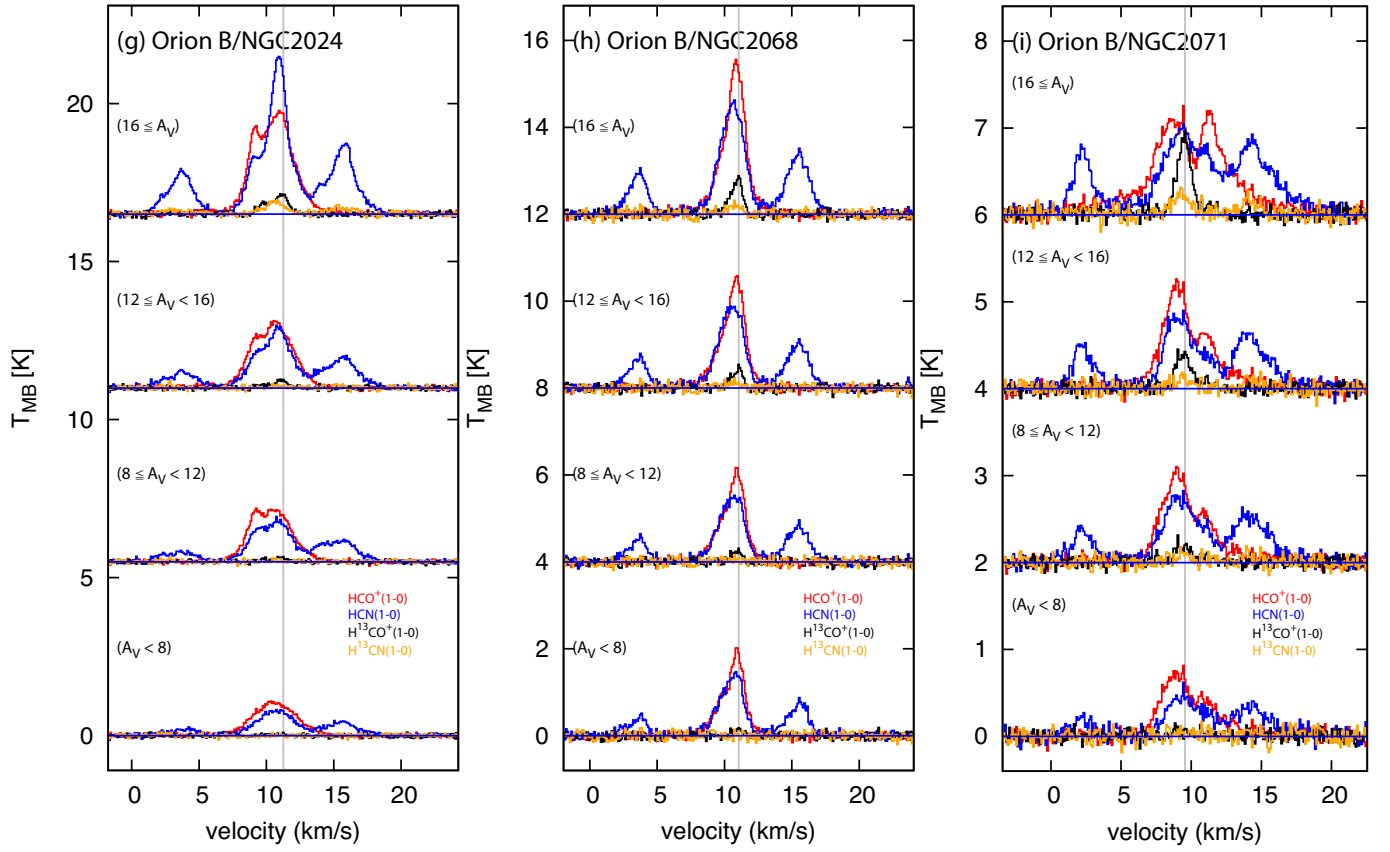 (g) Orion B/NGC2024
(16 ≦ A_V)
(12 ≦ A_V < 16)
(8 ≦ A_V < 12)
(A_V < 8)
HCO⁺(1-0)
HCN(1-0)
H¹³CO⁺(1-0)
H¹³CN(1-0)
20
15
10
5
0
T_MB [K]
0 5 10 15 20
velocity (km/s)
(h) Orion B/NGC2068
(16 ≦ A_V)
(12 ≦ A_V < 16)
(8 ≦ A_V < 12)
(A_V < 8)
HCO⁺(1-0)
HCN(1-0)
H¹³CO⁺(1-0)
H¹³CN(1-0)
16
14
12
10
8
6
4
2
0
T_MB [K]
0 5 10 15 20
velocity (km/s)
(i) Orion B/NGC2071
(16 ≦ A_V)
(12 ≦ A_V < 16)
(8 ≦ A_V < 12)
(A_V < 8)
HCO⁺(1-0)
HCN(1-0)
H¹³CO⁺(1-0)
H¹³CN(1-0)
8
7
6
5
4
3
2
1
0
T_MB [K]
0 5 10 15 20
velocity (km/s)